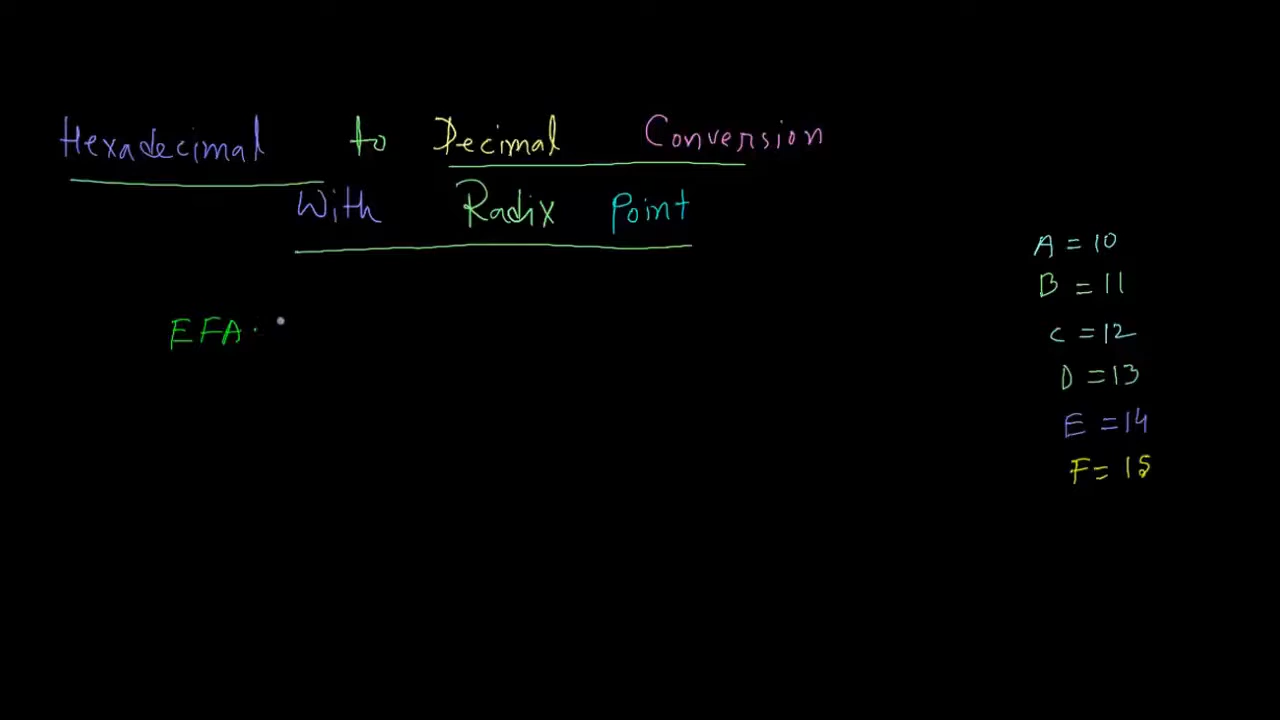 Hexadecimal to Decimal Conversion
With Radix Point
A = 10
B = 11
C = 12
EFA.
D = 13
E = 14
F = 15